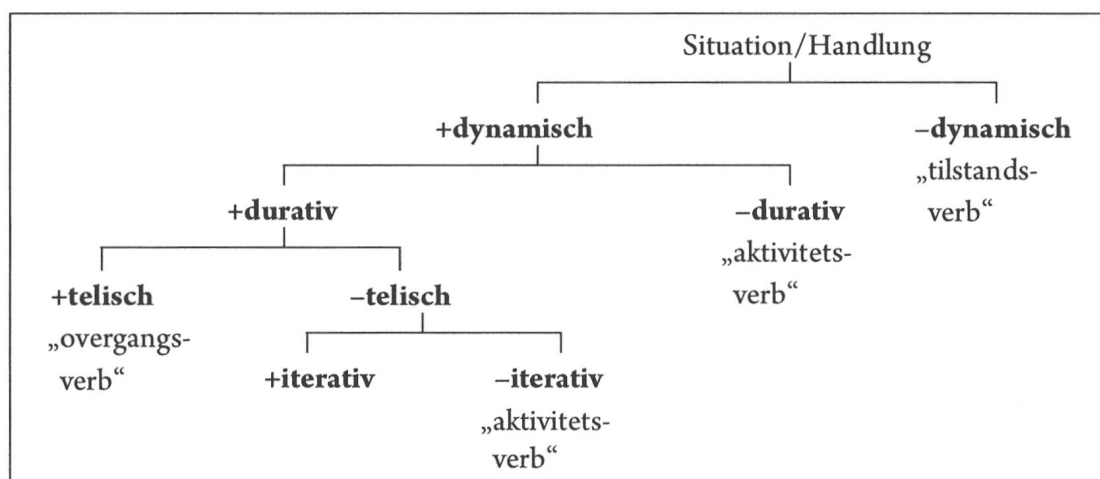 Situation/Handlung
+dynamisch
–dynamisch
„tilstands-
verb“
+durativ
–durativ
„aktivitets-
verb“
+telisch
–telisch
„overgangs-
verb“
+iterativ
–iterativ
„aktivitets-
verb“